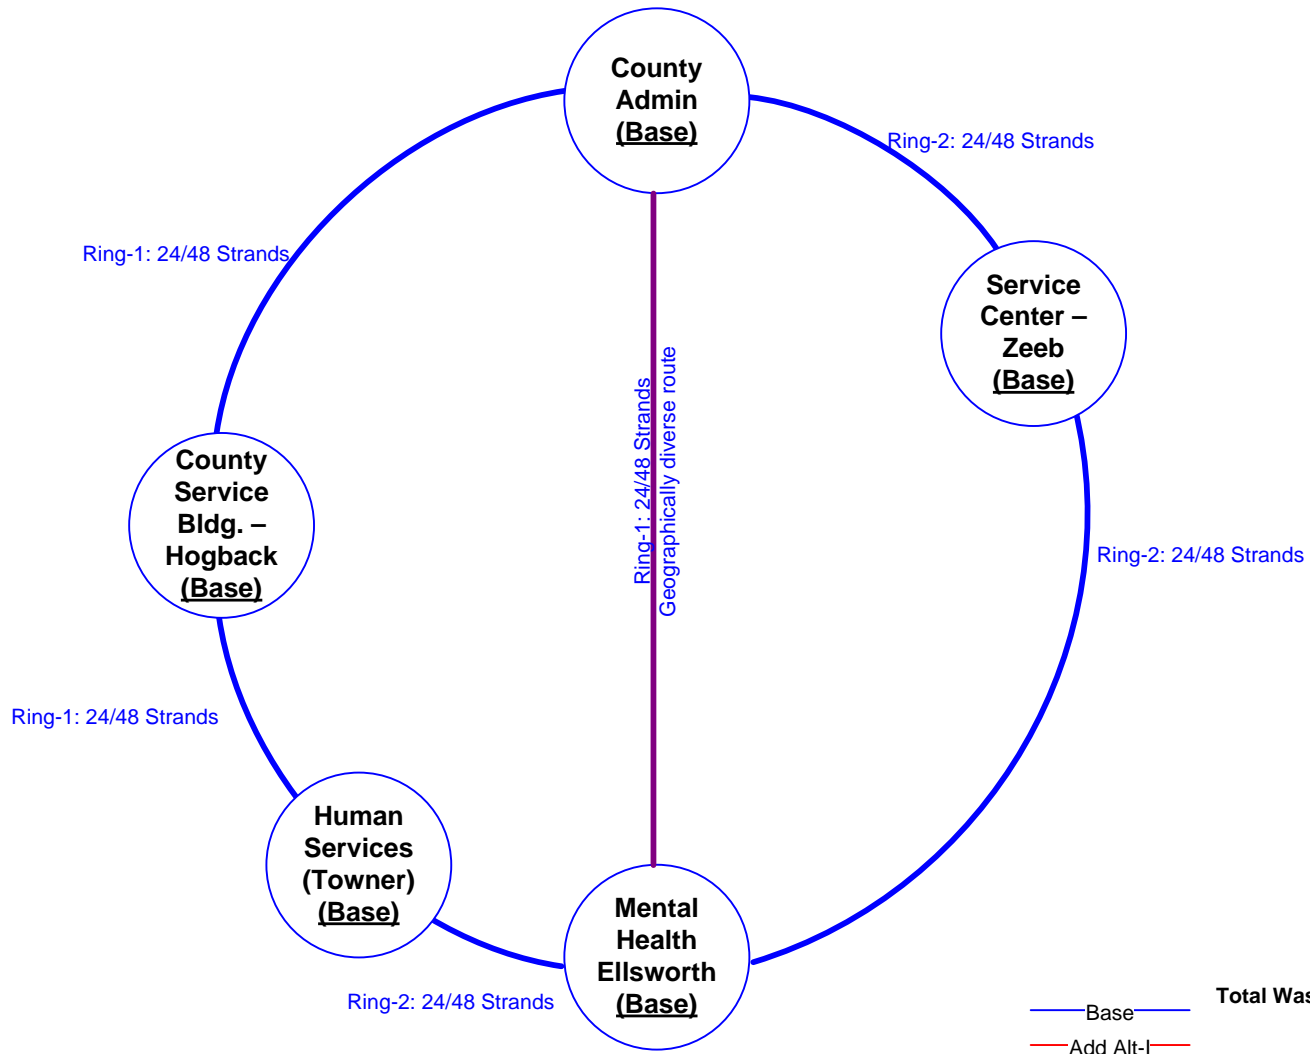 County
Admin
(Base)
Ring-2: 24/48 Strands
Ring-1: 24/48 Strands
Service
Center –
Zeeb
(Base)
Ring-1: 24/48 Strands
Geographically diverse route
County
Service
Bldg. –
Hogback
(Base)
Ring-2: 24/48 Strands
Ring-1: 24/48 Strands
Human
Services
(Towner)
(Base)
Mental
Health
Ellsworth
(Base)
Ring-2: 24/48 Strands
Total Was
Base
Add Alt-I